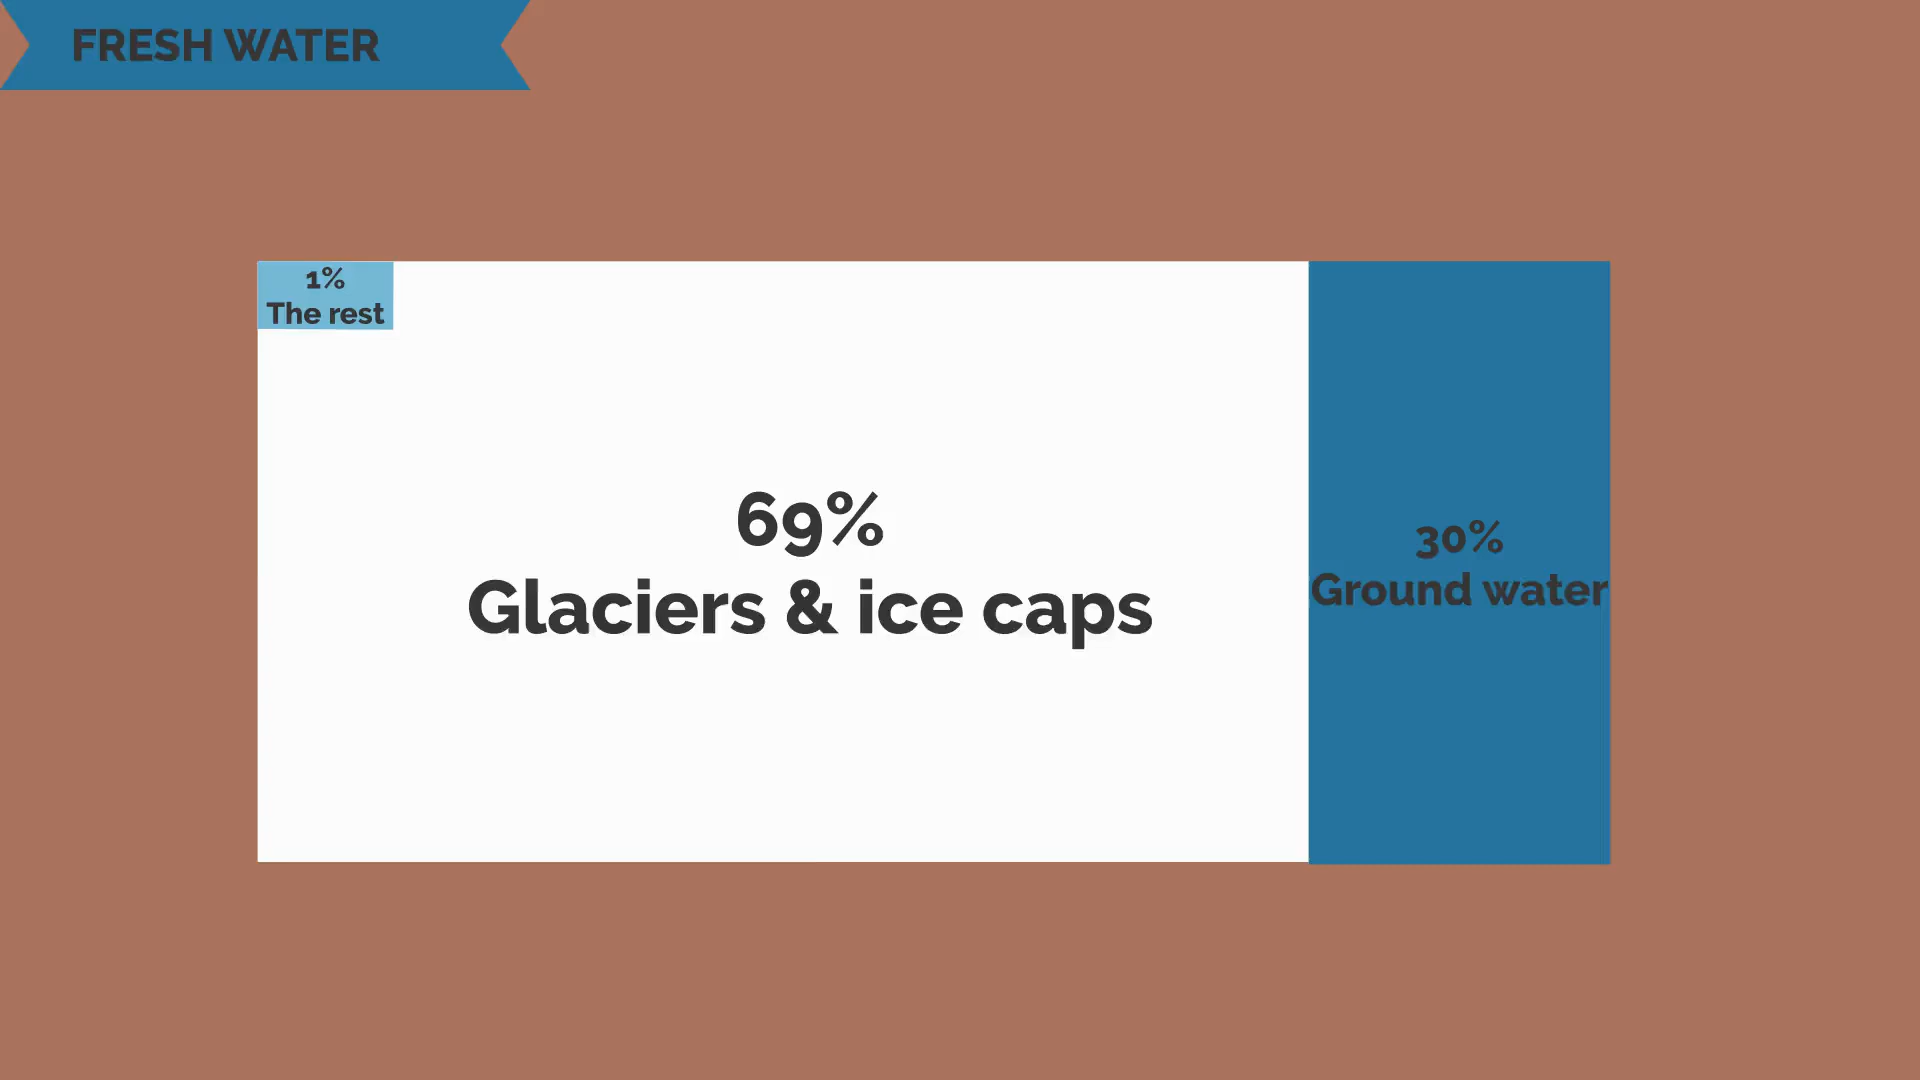 FRESH WATER
1%
The rest
69%
Glaciers & ice caps
30%
Ground water